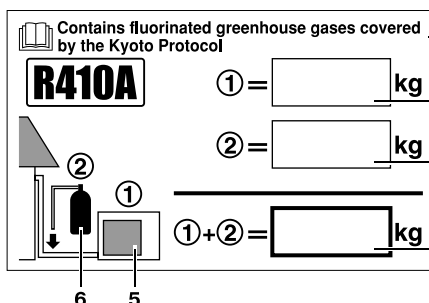 Contains fluorinated greenhouse gases covered
by the Kyoto Protocol
R410A
①= kg
②= kg
②
①
①+②= kg
6 5